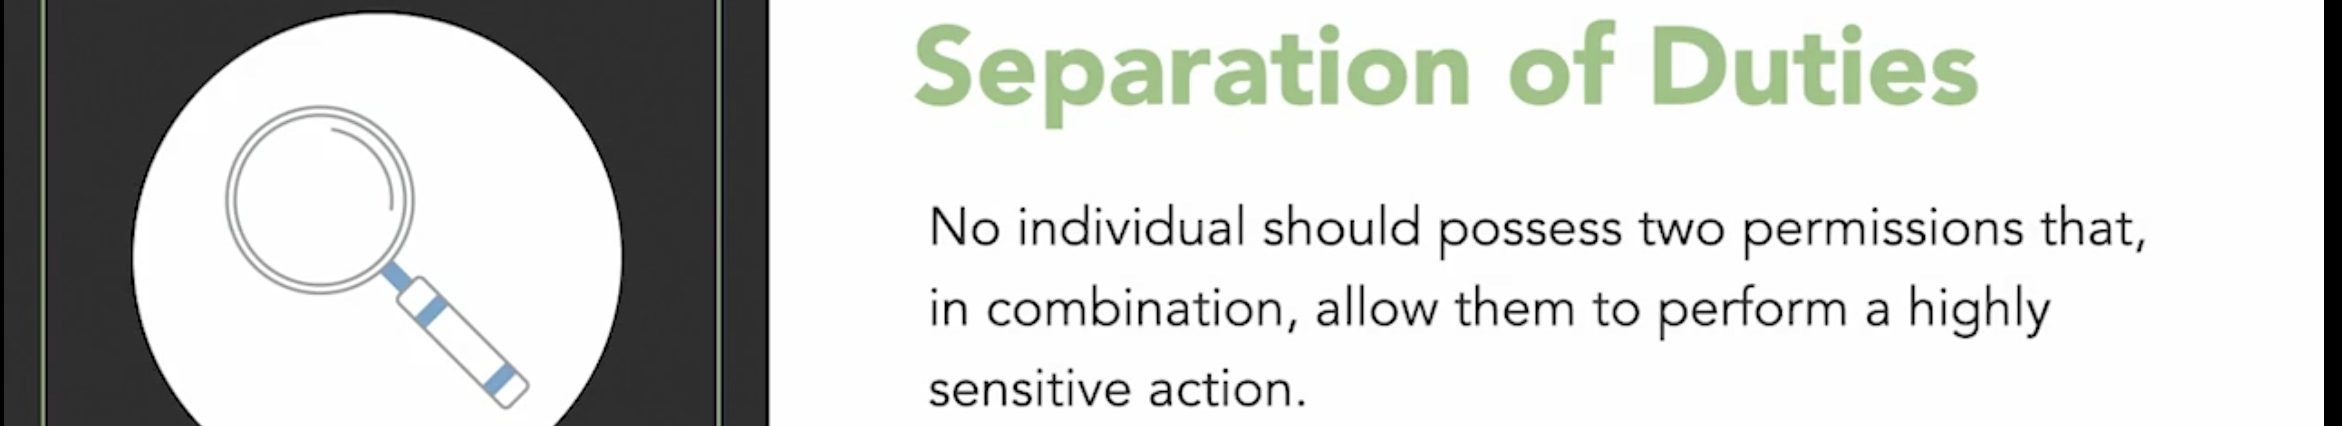 Separation of Duties
No individual should possess two permissions that,
in combination, allow them to perform a highly
sensitive action.